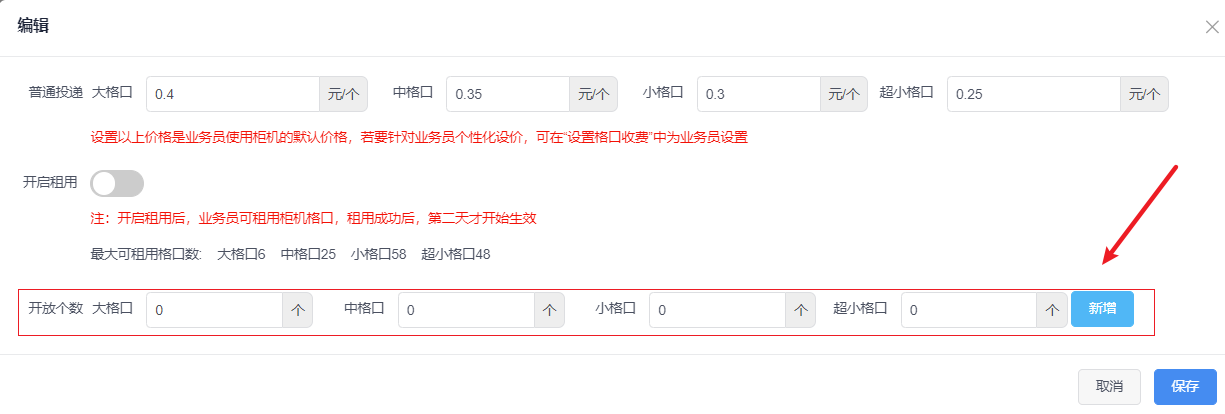 编辑
普通投递 大格口 0.4 元/个 中格口 0.35 元/个 小格口 0.3 元/个 超小格口 0.25 元/个
设置以上价格是业务员使用柜机的默认价格，若要针对业务员个性化设价，可在“设置格口收费”中为业务员设置
开启租用
注：开启租用后，业务员可租用柜机格口，租用成功后，第二天才开始生效
最大可租用格口数: 大格口6 中格口25 小格口58 超小格口48
开放个数 大格口 0 个 中格口 0 个 小格口 0 个 超小格口 0 个 新增
取消 保存